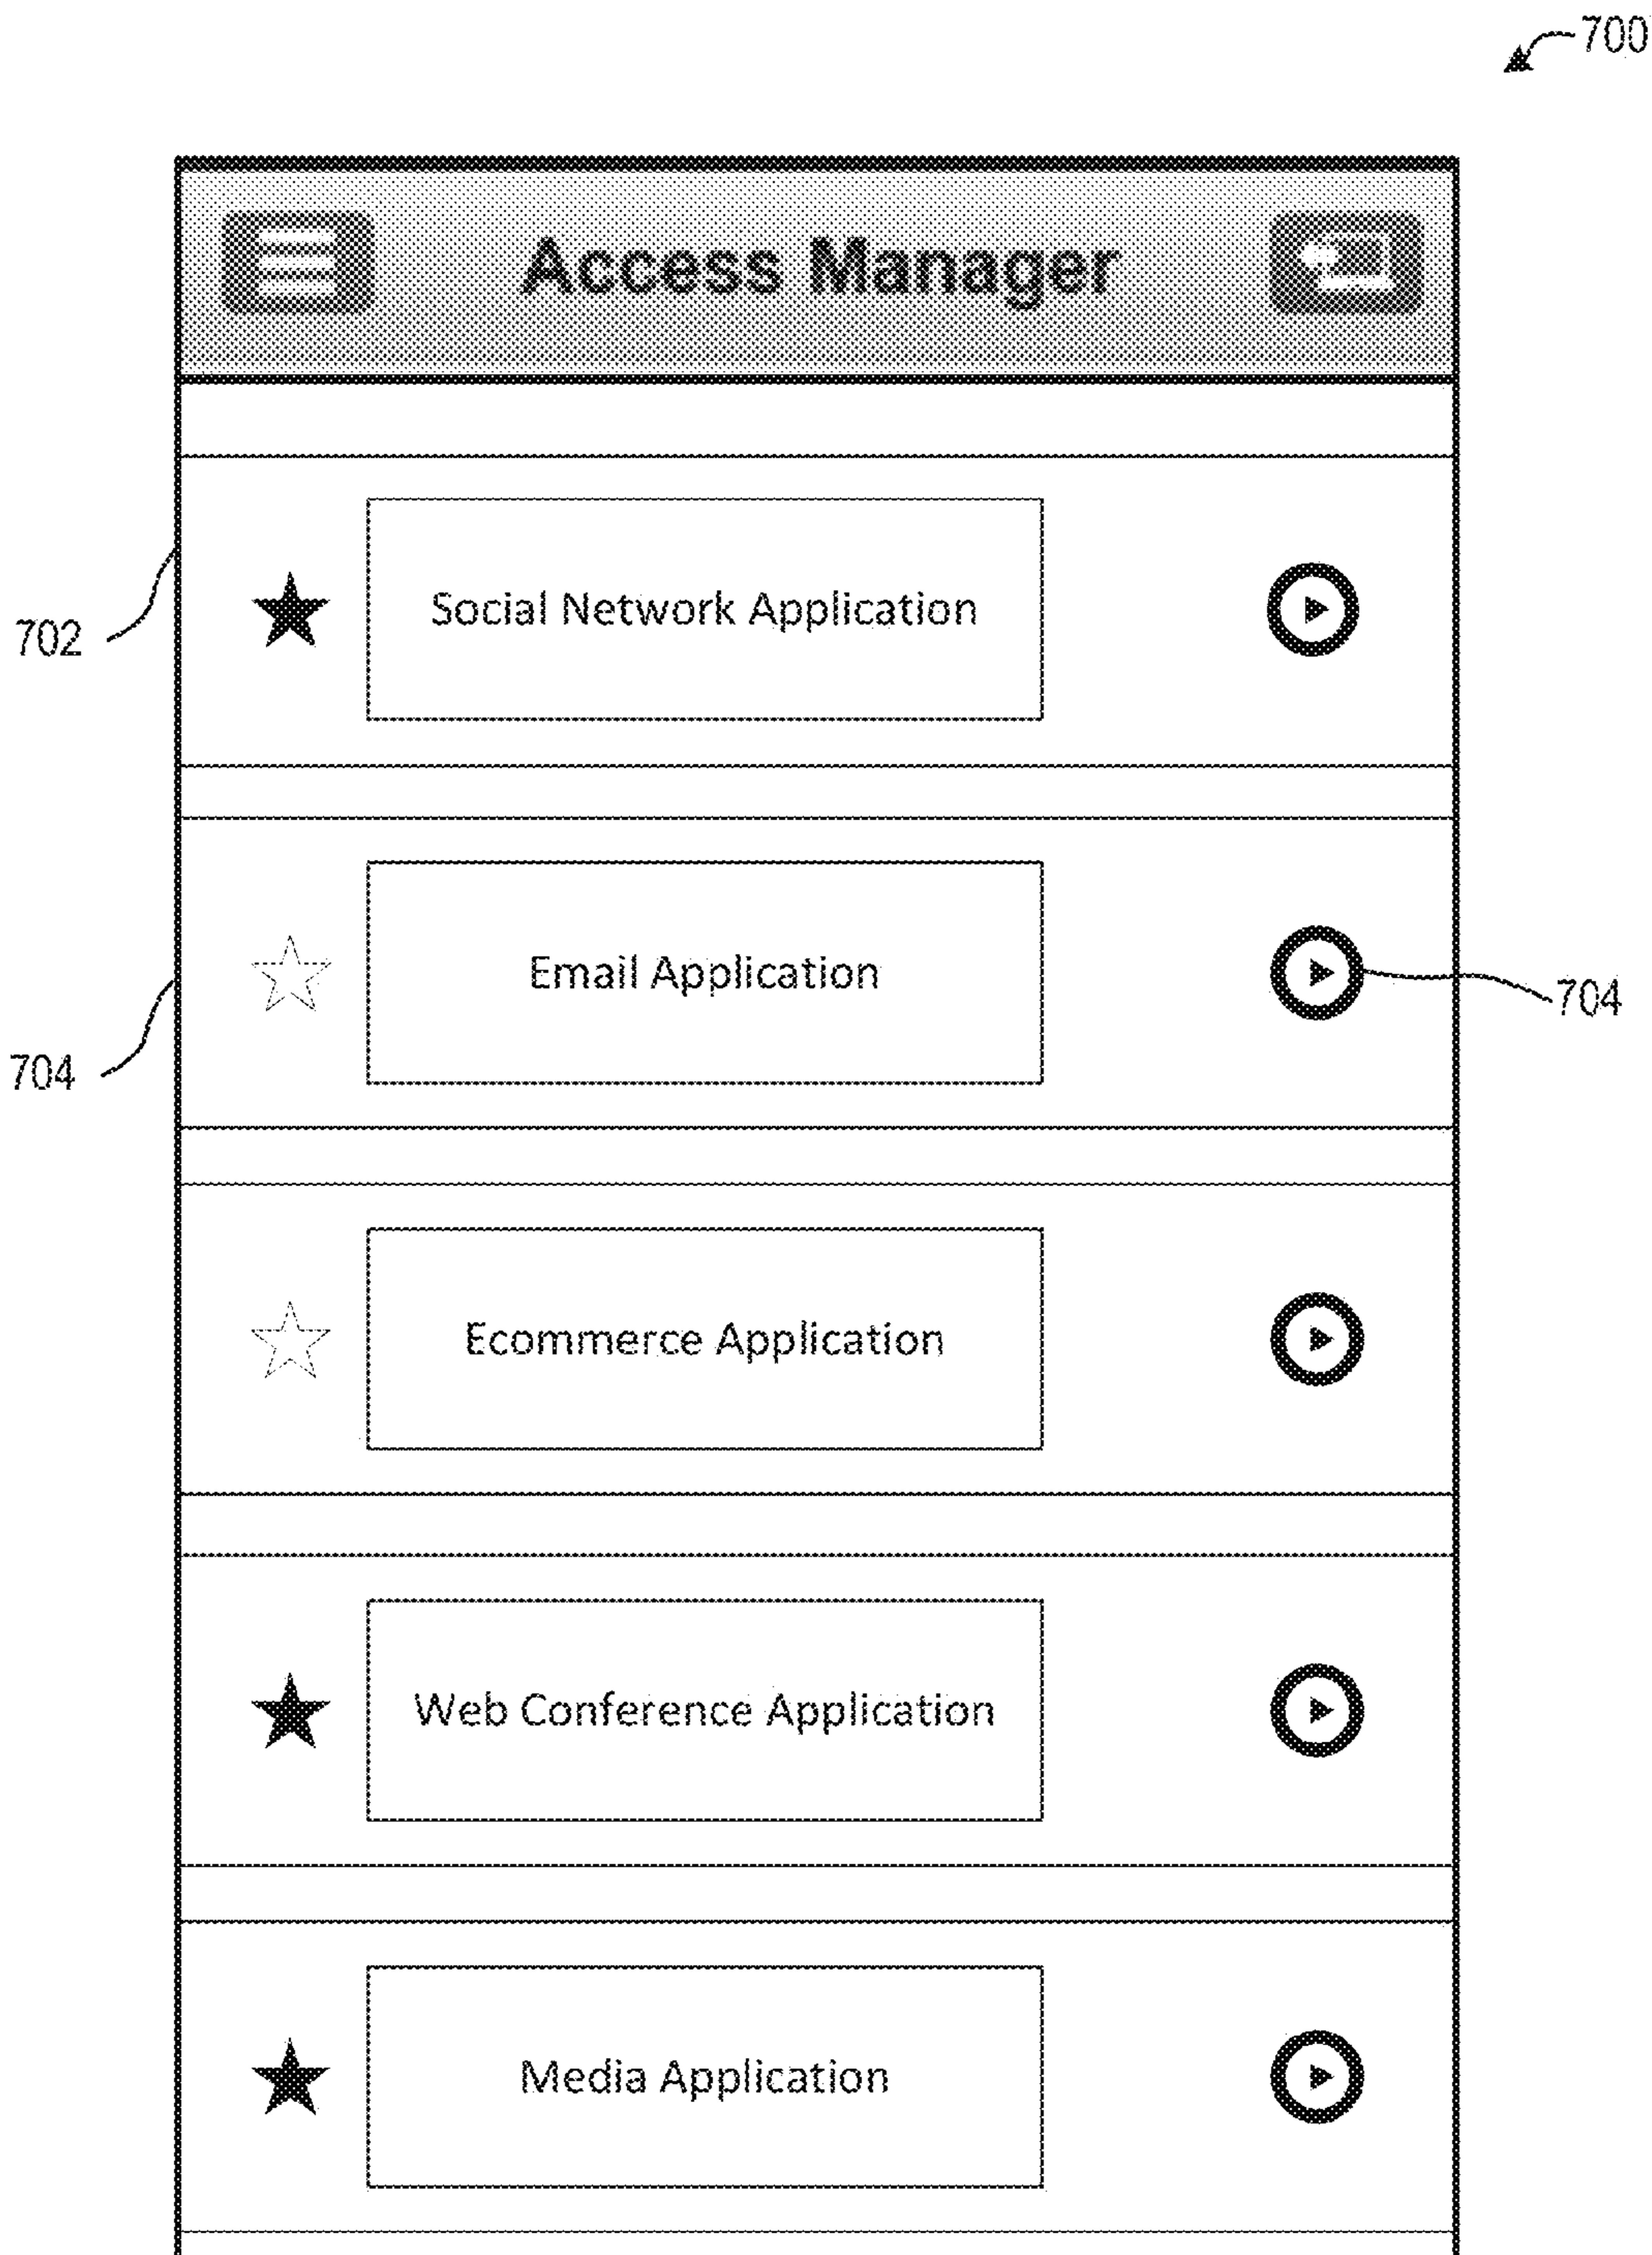 700
Access Manager
Social Network Application
702
Email Application
704
704
Ecommerce Application
Web Conference Application
Media Application